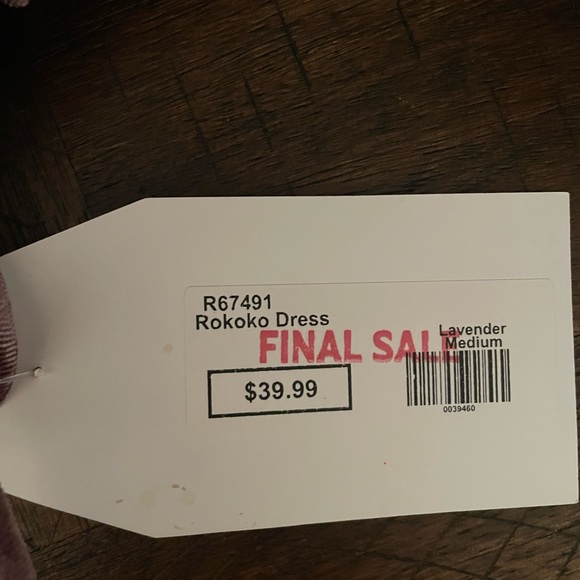 R67491
Rokoko Dress
FINAL SALE
Lavender
Medium
$39.99
0039460